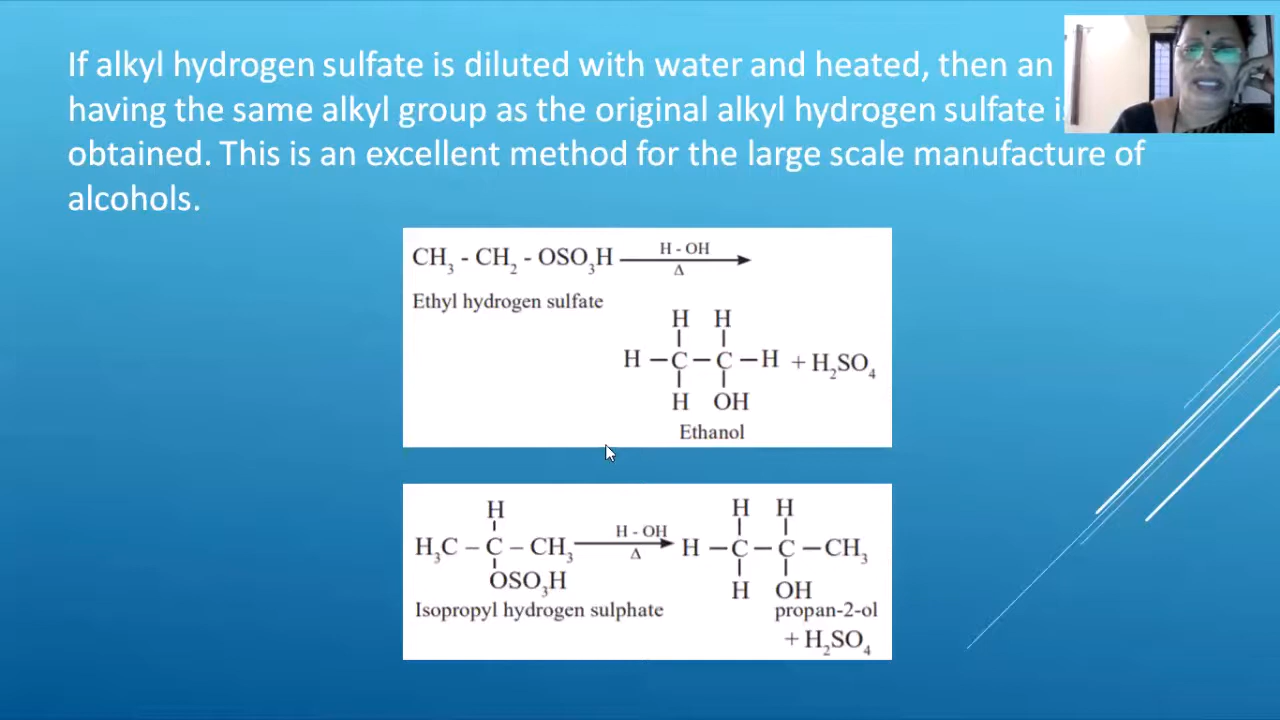 If alkyl hydrogen sulfate is diluted with water and heated, then an
having the same alkyl group as the original alkyl hydrogen sulfate
obtained. This is an excellent method for the large scale manufacture of
alcohols.
CH₃ - CH₂ - OSO₃H H - OH
Δ
Ethyl hydrogen sulfate
H H
H – C – C – H + H₂SO₄
H OH
Ethanol
H
H₃C – C – CH₃
OSO₃H
Isopropyl hydrogen sulphate
H - OH
Δ
H H
H – C – C – CH₃
H OH
propan-2-ol
+ H₂SO₄